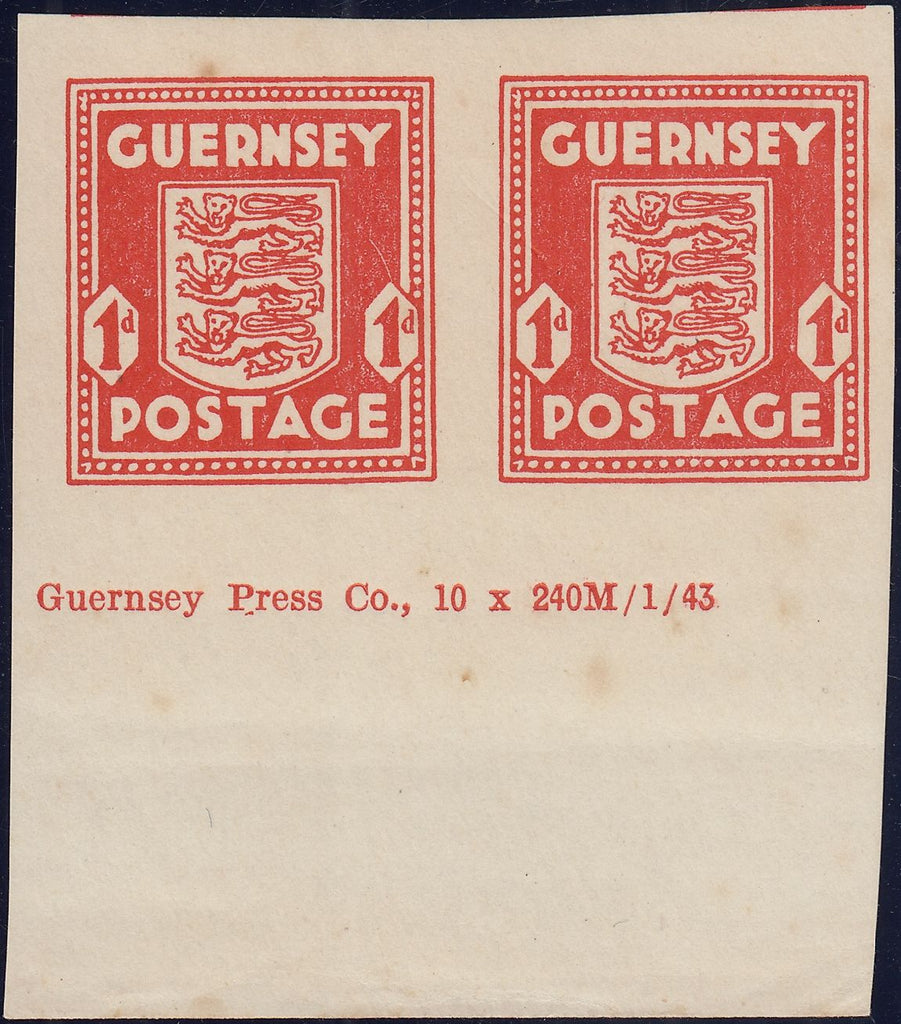 GUERNSEY GUERNSEY
1d 1d 1d 1d
POSTAGE POSTAGE
Guernsey Press Co., 10 x 240M/1/43